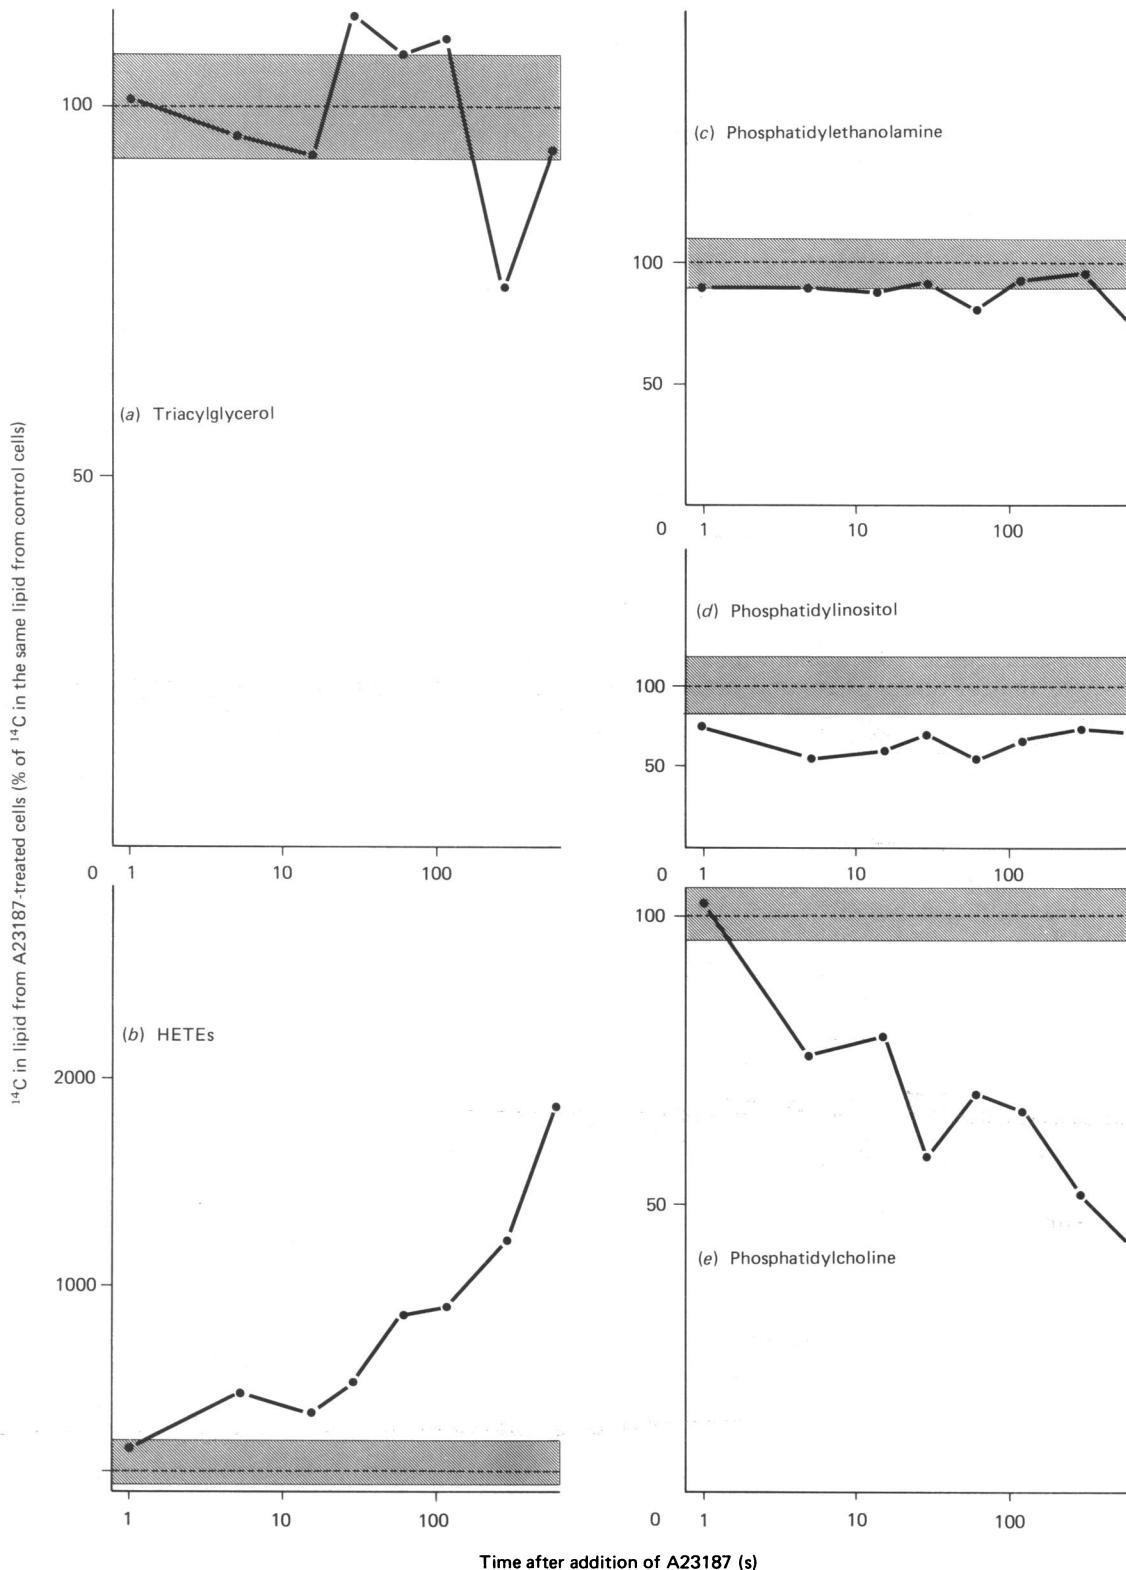 ¹⁴C in lipid from A23187-treated cells (% of ¹⁴C in the same lipid from control cells)
100
50
(a) Triacylglycerol
0 1 10 100
(b) HETEs
2000
1000
1 10 100
(c) Phosphatidylethanolamine
100
50
0 1 10 100
(d) Phosphatidylinositol
100
50
0 1 10 100
100
50
(e) Phosphatidylcholine
0 1 10 100
Time after addition of A23187 (s)